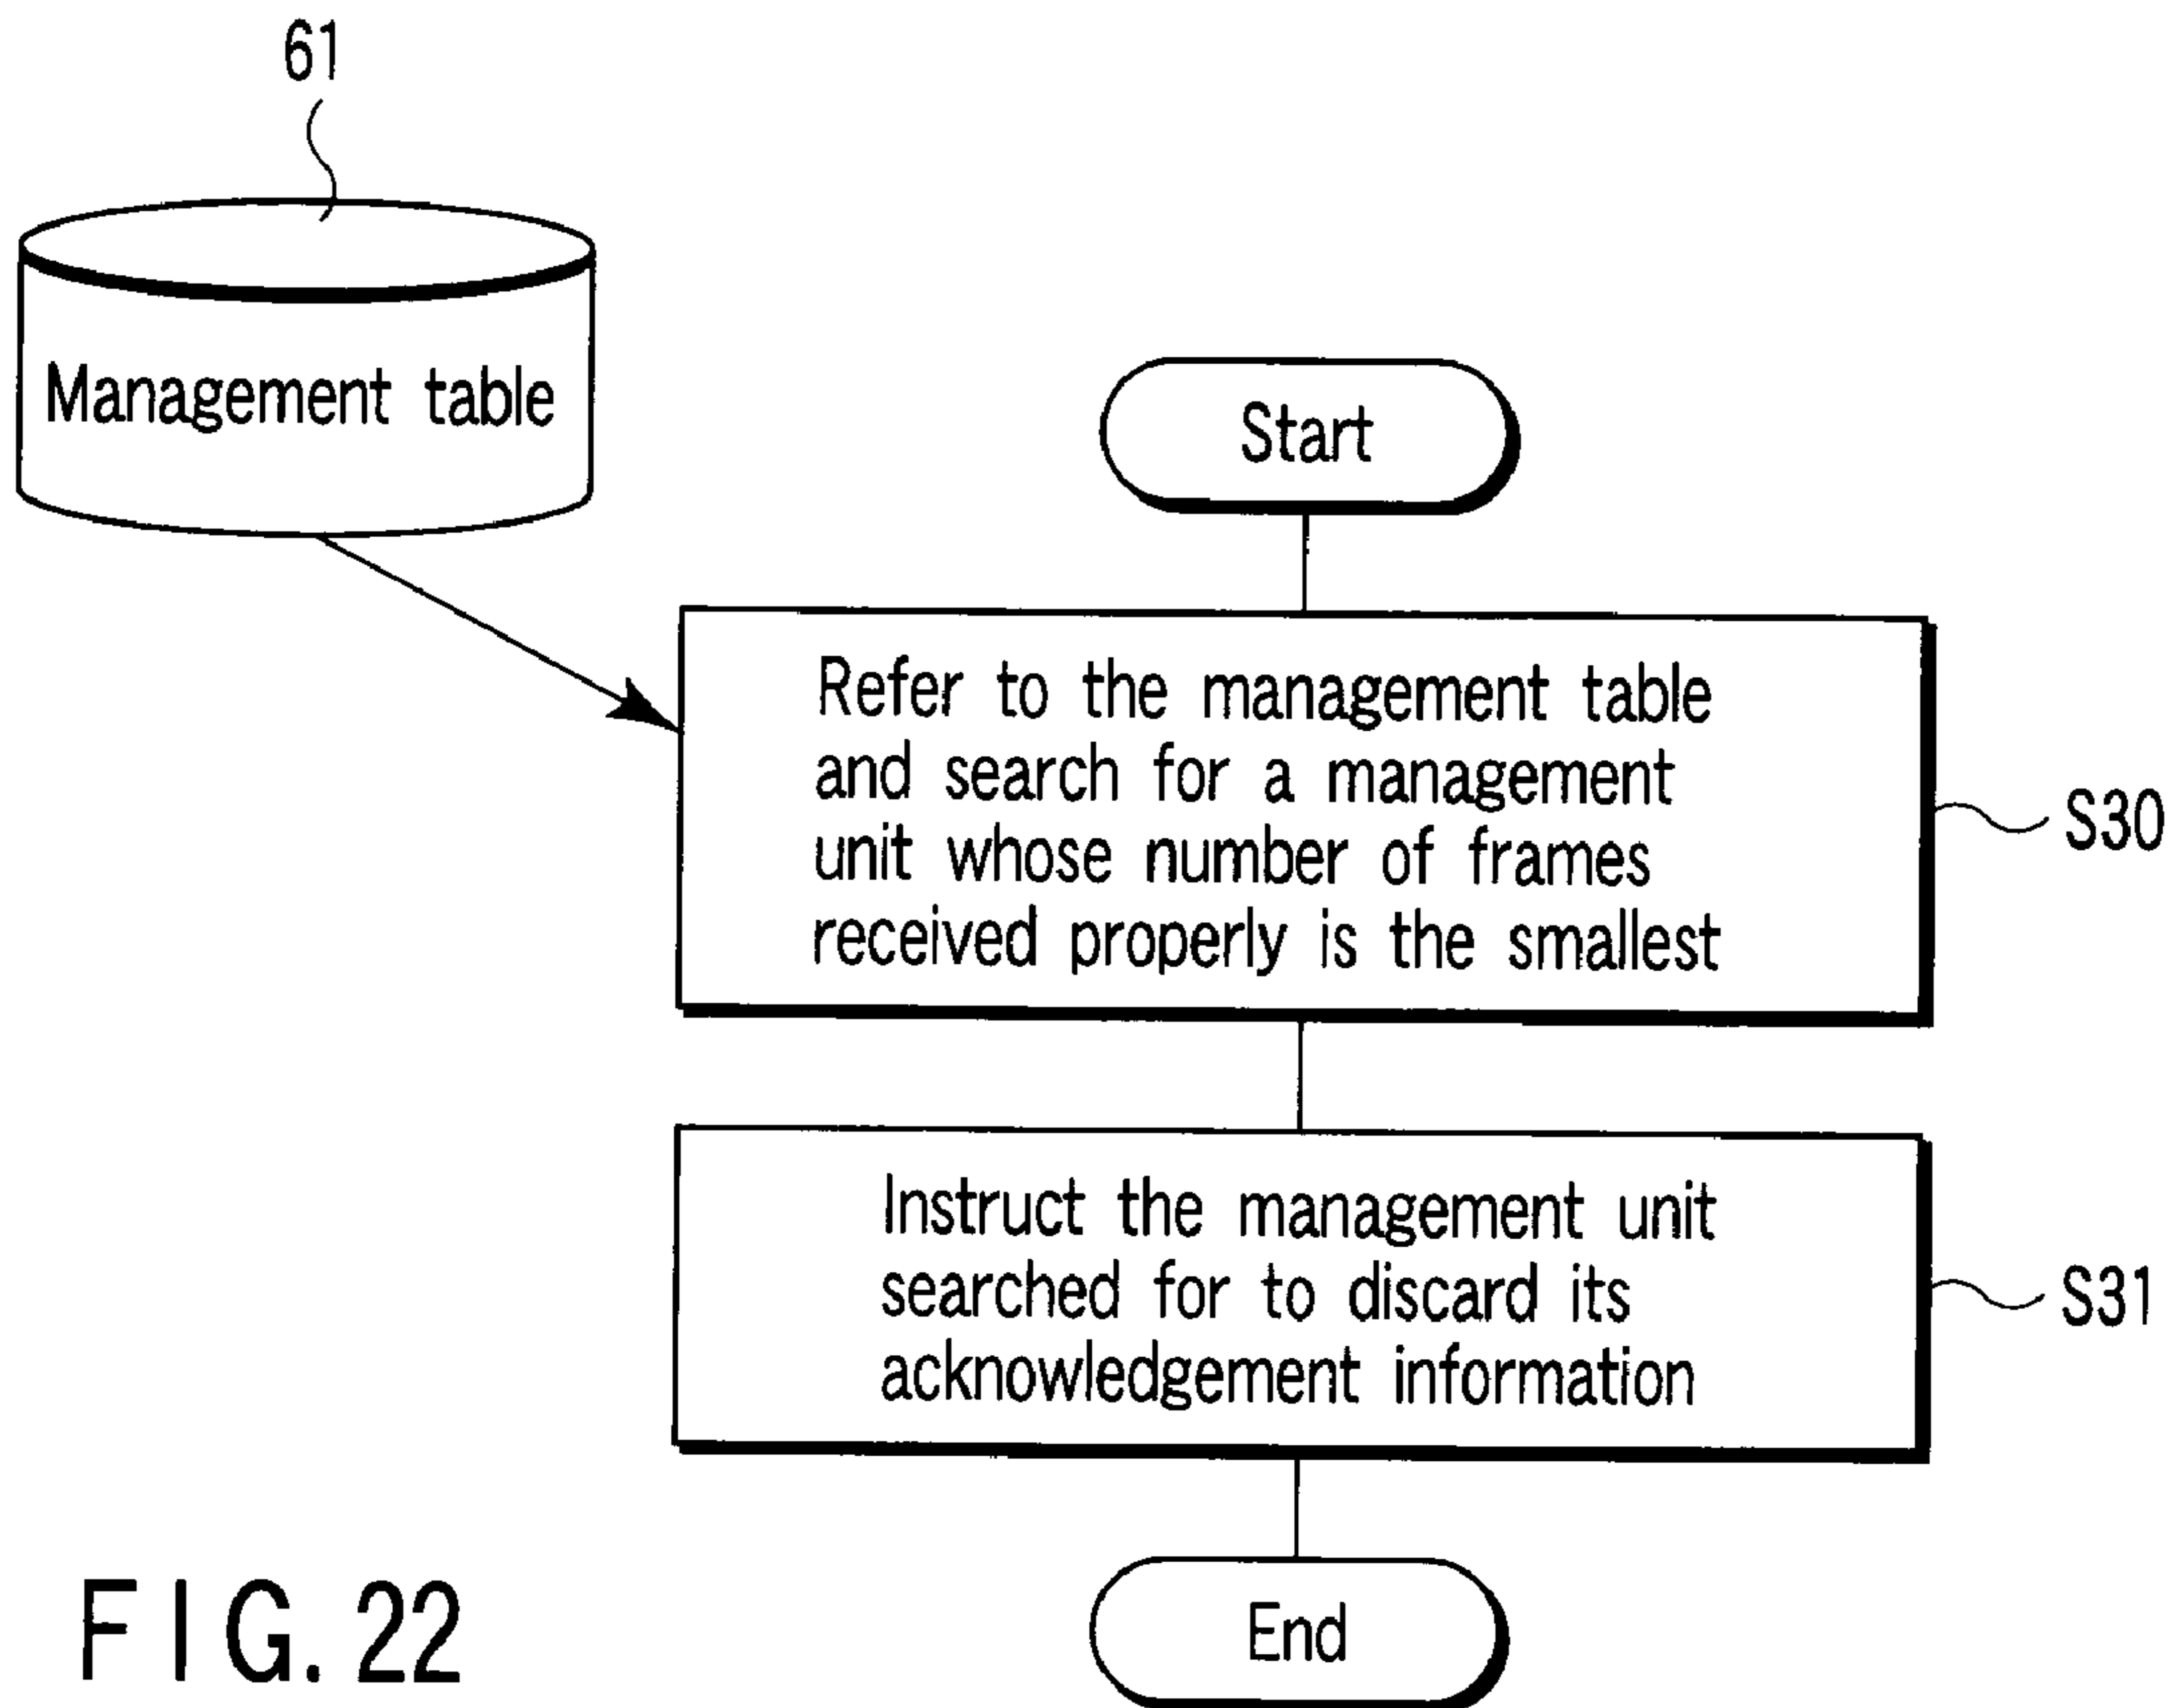 61
Management table
Start
Refer to the management table
and search for a management
unit whose number of frames
received properly is the smallest
S30
Instruct the management unit
searched for to discard its
acknowledgement information
S31
End
FIG. 22